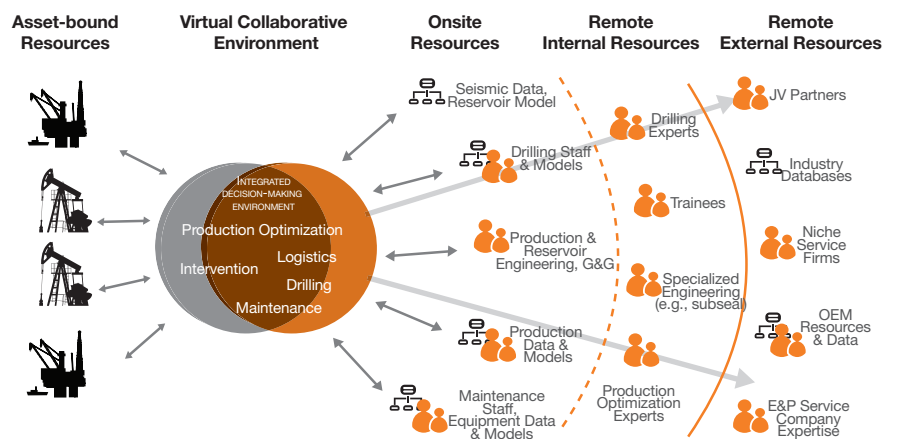 Asset-bound
Resources
Virtual Collaborative
Environment
Onsite
Resources
Remote
Internal Resources
Remote
External Resources
INTEGRATED
DECISION-MAKING
ENVIRONMENT
Production Optimization
Logistics
Intervention
Drilling
Maintenance
Seismic Data,
Reservoir Model
Drilling Staff
& Models
Production &
Reservoir
Engineering, G&G
Production
Data &
& Models
Maintenance
Staff,
Equipment Data
& Models
Drilling
Experts
Trainees
Specialized
Engineering
(e.g., subseal)
Production
Optimization
Experts
JV Partners
Industry
Databases
Niche
Service
Firms
OEM
Resources
& Data
E&P Service
Company
Expertise